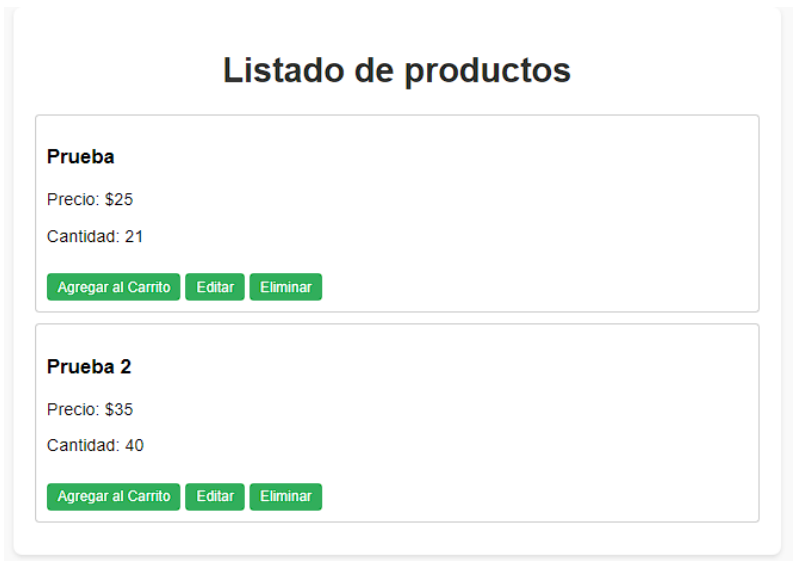 Listado de productos
Prueba
Precio: $25
Cantidad: 21
Agregar al Carrito Editar Eliminar
Prueba 2
Precio: $35
Cantidad: 40
Agregar al Carrito Editar Eliminar